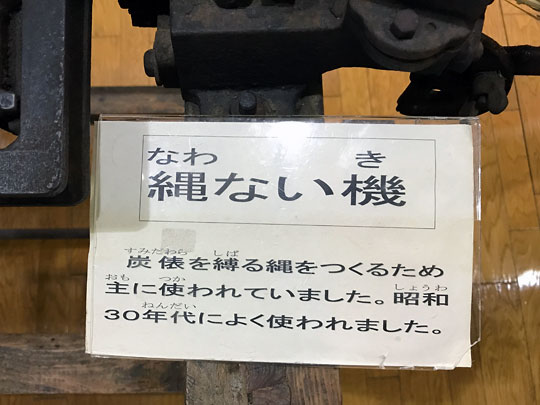 なわ き
縄ない機
すみだわら しば
炭俵を縛る縄をつくるため
おも つか しょうわ
主に使われていました。昭和
ねんだい
30年代によく使われました。